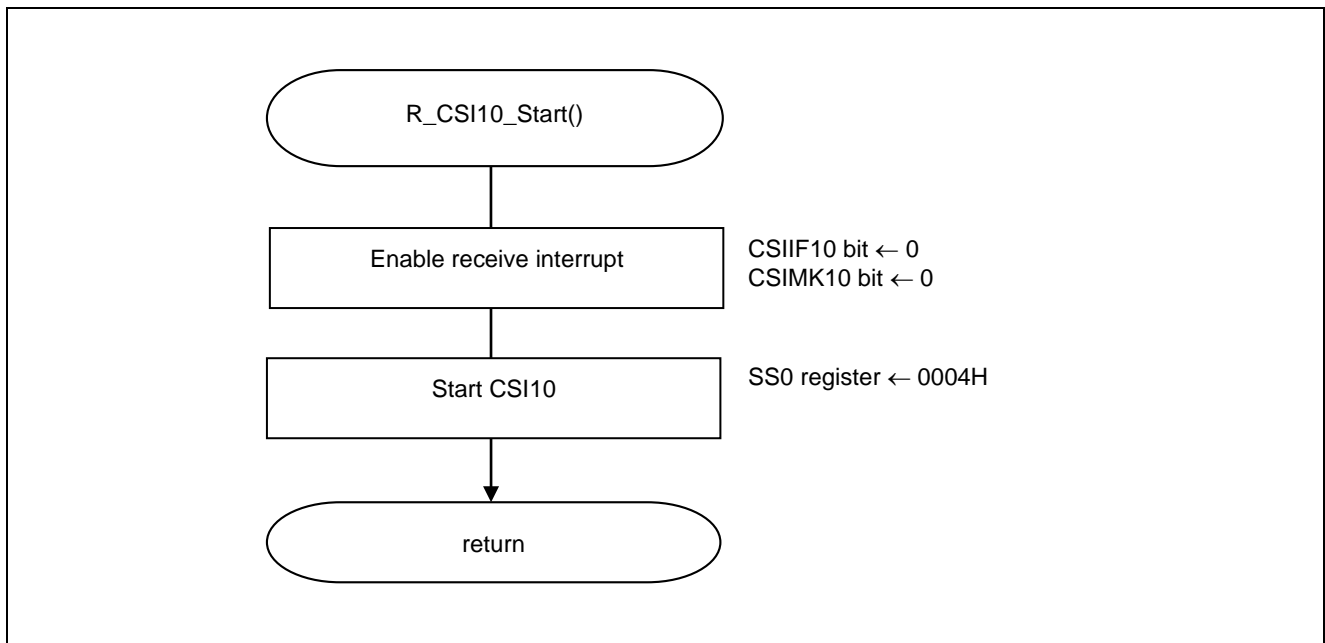 R_CSI10_Start()
Enable receive interrupt
CSIIF10 bit ← 0
CSIMK10 bit ← 0
Start CSI10
SS0 register ← 0004H
return